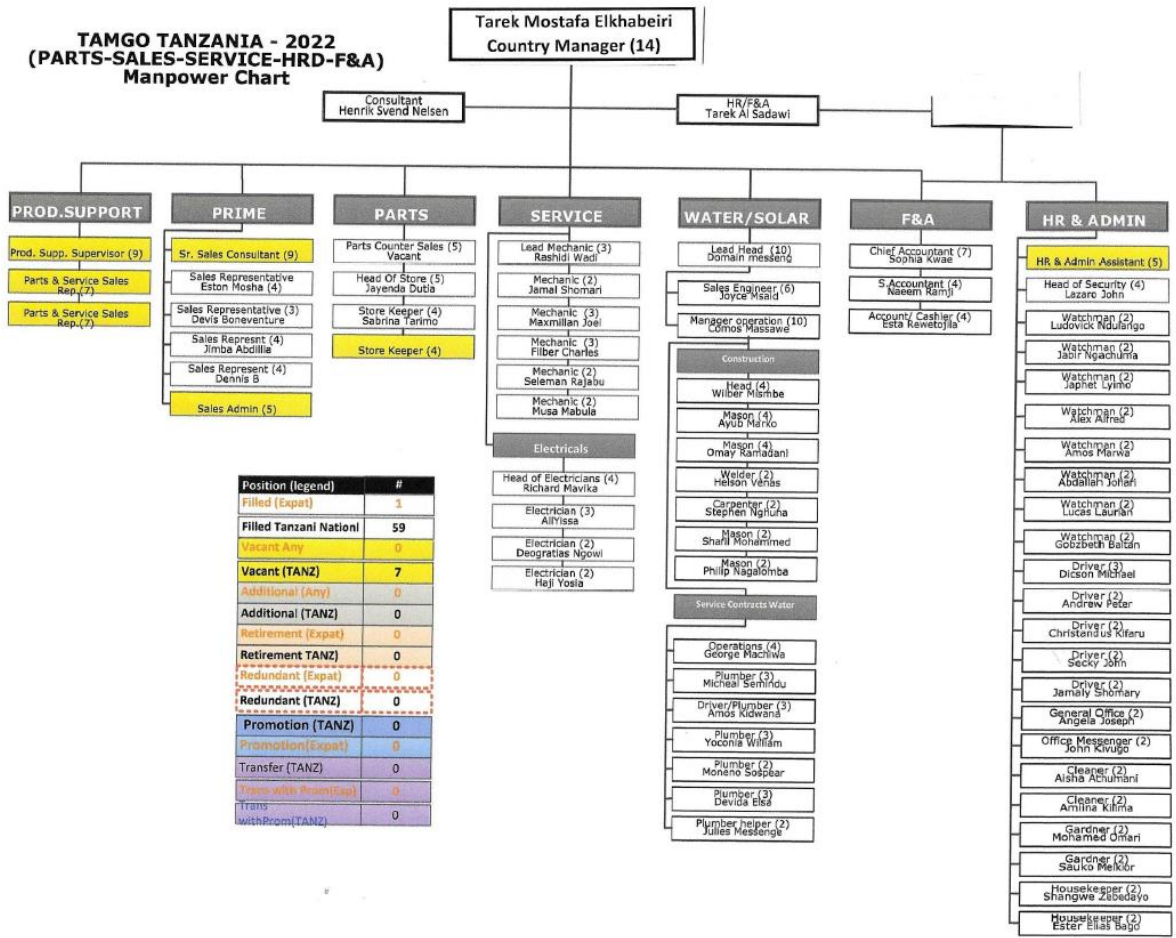 TAMGO TANZANIA - 2022
(PARTS-SALES-SERVICE-HRD-F&A)
Manpower Chart
Tarek Mostafa Elkhabeiri
Country Manager (14)
Consultant
Henrik Svend Nelsen
HR/F&A
Tarek Al Sadawi
PROD.SUPPORT
Prod. Supp. Supervisor (9)
Parts & Service Sales
Rep.(7)
Parts & Service Sales
Rep.(7)
PRIME
Sr. Sales Consultant (9)
Sales Representative
Eston Mosha (4)
Sales Representative (3)
Devis Boneventure
Sales Represnt (4)
Jimba Abdillia
Sales Represent (4)
Dennis B
Sales Admin (5)
PARTS
Parts Counter Sales (5)
Vacant
Head Of Store (5)
Jayenda Dutia
Store Keeper (4)
Sabrina Tarimo
Store Keeper (4)
SERVICE
Lead Mechanic (3)
Rashidi Wadi
Mechanic (2)
Jamal Shomari
Mechanic (3)
Maxmillan Joel
Mechanic (3)
Filber Charles
Mechanic (2)
Seleman Rajabu
Mechanic (2)
Musa Mabula
Electricals
Head of Electricians (4)
Richard Mavika
Electrician (3)
AliYissa
Electrician (2)
Deogratias Ngowi
Electrician (2)
Haji Yosia
WATER/SOLAR
Lead Head (10)
Domain messeng
Sales Engineer (6)
Joyce Msaid
Manager operation (10)
Comos Massawe
Construction
Head (4)
Wilber Mismbe
Mason (4)
Ayub Marko
Mason (4)
Omay Ramadani
Welder (2)
Helson Venas
Carpenter (2)
Stephen Nghuha
Mason (2)
Sharil Mohammed
Mason (2)
Philip Nagalomba
Service Contracts Water
Operations (4)
George Machiwa
Plumber (3)
Micheal Semindu
Driver/Plumber (3)
Amos Kidwana
Plumber (3)
Yoconia William
Plumber (2)
Moneno Sospear
Plumber (3)
Devida Elsa
Plumber helper (2)
Julies Messenge
F&A
Chief Accountant (7)
Sophia Kwae
S.Accountant (4)
Naeem Ramji
Account/ Cashier (4)
Esta Rewetojila
HR & ADMIN
HR & Admin Assistant (5)
Head of Security (4)
Lazaro John
Watchman (2)
Ludovick Ndulango
Watchman (2)
Jabir Ngachuma
Watchman (2)
Japhet Lyimo
Watchman (2)
Alex Alfred
Watchman (2)
Amos Marwa
Watchman (2)
Abdallah Johari
Watchman (2)
Lucas Laurian
Watchman (2)
Gobzbeth Baltan
Driver (3)
Dicson Michael
Driver (2)
Andrew Peter
Driver (2)
Christandus Kifaru
Driver (2)
Secky John
Driver (2)
Jamaly Shomary
General Office (2)
Angela Joseph
Office Messenger (2)
John Kivugo
Cleaner (2)
Aisha Athumani
Cleaner (2)
Amiina Kilima
Gardner (2)
Mohamed Omari
Gardner (2)
Sauko Melkior
Housekeeper (2)
Shangwe Zebedayo
Housekeeper (2)
Ester Elias Bago
Position (legend) #
Filled (Expat) 1
Filled Tanzani Nationl 59
Vacant Any 0
Vacant (TANZ) 7
Additional (Any) 0
Additional (TANZ) 0
Retirement (Expat) 0
Retirement TANZ) 0
Redundant (Expat) 0
Redundant (TANZ) 0
Promotion (TANZ) 0
Promotion(Expat) 0
Transfer (TANZ) 0
Trans with Prom(Exp) 0
Trans
withProm(TANZ) 0